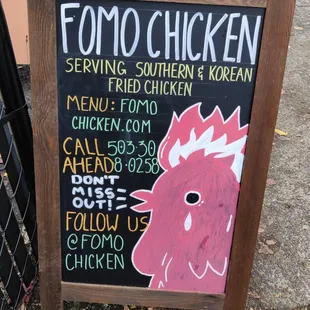 FOMO CHICKEN
SERVING SOUTHERN & KOREAN
FRIED CHICKEN
MENU: FOMO
CHICKEN.COM
CALL 503·30
AHEAD 8·0258
DON'T
MISS
OUT!
FOLLOW US
@FOMO
CHICKEN